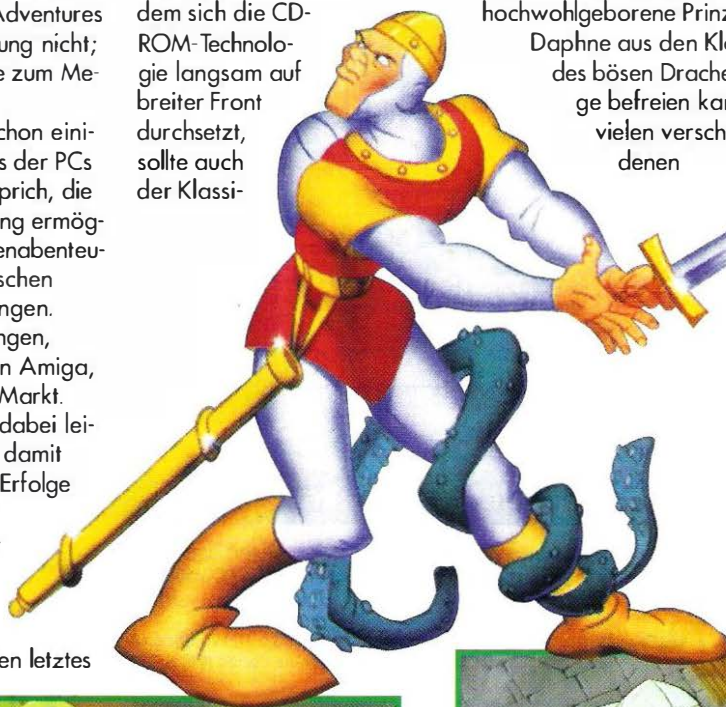 Adventures
ung nicht;
e zum Me-
chon eini-
s der PCs
prich, die
ng ermög-
enabenteu-
schen
ngen.
ngen,
n Amiga,
Markt.
dabei lei-
damit
Erfolge
en letztes
dem sich die CD-
ROM-Technolo-
gie langsam auf
breiter Front
durchsetzt,
sollte auch
der Klassi-
hochwohlgeborene Prinz
Daphne aus den Kla
des bösen Drache
ge befreien kar
vielen versch
denen